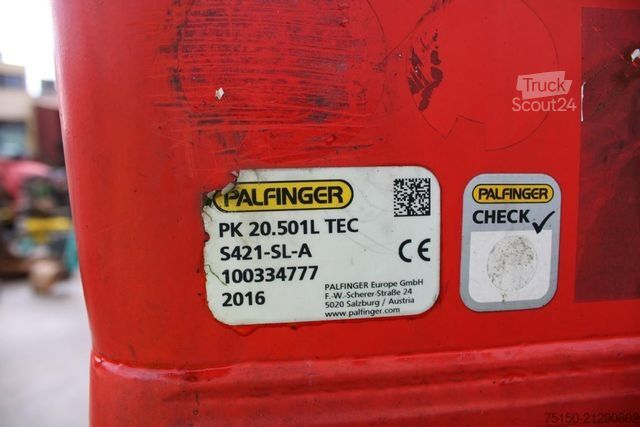 Truck
Scout24
PALFINGER
PK 20.501L TEC
S421-SL-A
100334777
2016
CE
PALFINGER Europe GmbH
F.-W.-Scherer-Straße 24
5020 Salzburg / Austria
www.palfinger.com
PALFINGER
CHECK
75150-21290802